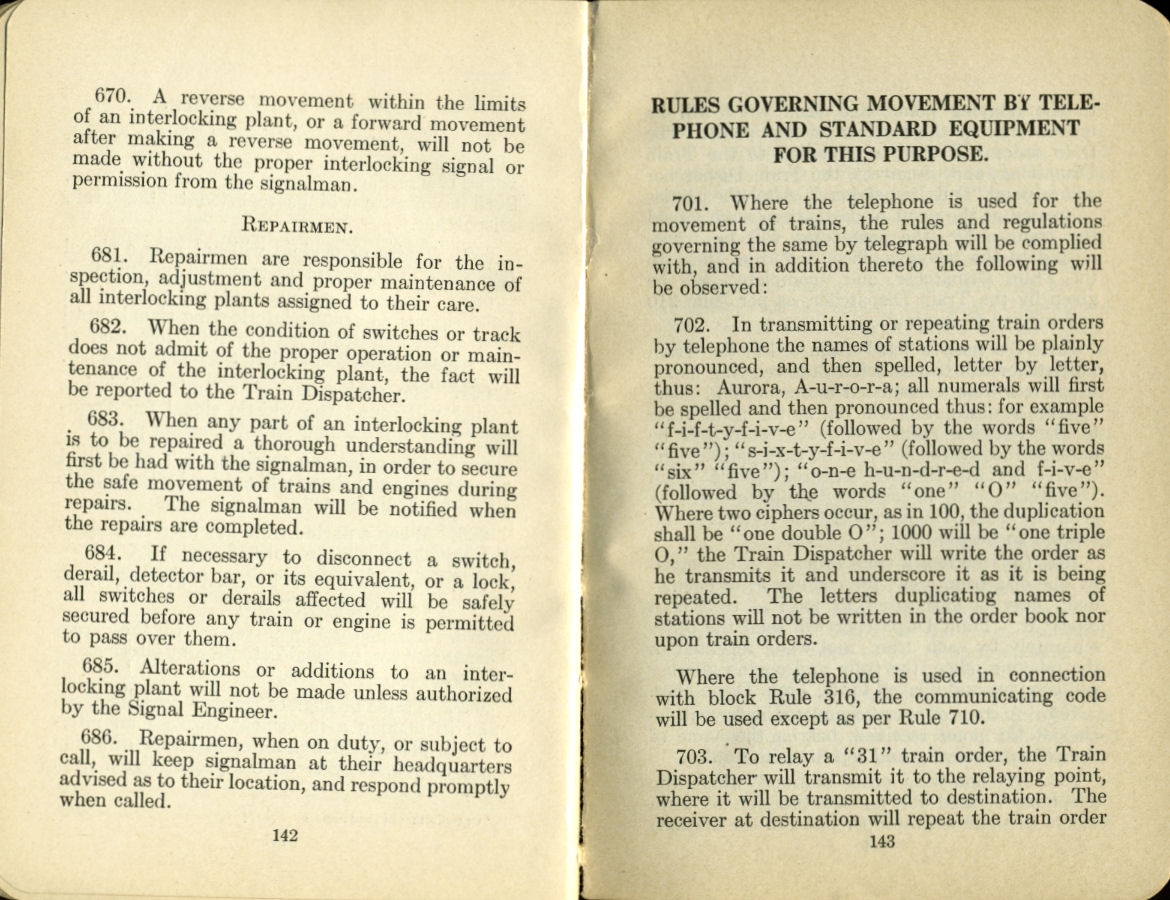 670. A reverse movement within the limits
of an interlocking plant, or a forward movement
after making a reverse movement, will not be
made without the proper interlocking signal or
permission from the signalman.
REPAIRMEN.
681. Repairmen are responsible for the in-
spection, adjustment and proper maintenance of
all interlocking plants assigned to their care.
682. When the condition of switches or track
does not admit of the proper operation or main-
tenance of the interlocking plant, the fact will
be reported to the Train Dispatcher.
683. When any part of an interlocking plant
is to be repaired a thorough understanding will
first be had with the signalman, in order to secure
the safe movement of trains and engines during
repairs. The signalman will be notified when
the repairs are completed.
684. If necessary to disconnect a switch,
derail, detector bar, or its equivalent, or a lock,
all switches or derails affected will be safely
secured before any train or engine is permitted
to pass over them.
685. Alterations or additions to an inter-
locking plant will not be made unless authorized
by the Signal Engineer.
686. Repairmen, when on duty, or subject to
call, will keep signalman at their headquarters
advised as to their location, and respond promptly
when called.
142
RULES GOVERNING MOVEMENT BY TELE-
PHONE AND STANDARD EQUIPMENT
FOR THIS PURPOSE.
701. Where the telephone is used for the
movement of trains, the rules and regulations
governing the same by telegraph will be complied
with, and in addition thereto the following will
be observed:
702. In transmitting or repeating train orders
by telephone the names of stations will be plainly
pronounced, and then spelled, letter by letter,
thus: Aurora, A-u-r-o-r-a; all numerals will first
be spelled and then pronounced thus: for example
“f-i-f-t-y-f-i-v-e” (followed by the words “five”
“five”); “s-i-x-t-y-f-i-v-e” (followed by the words
“six” “five”); “o-n-e h-u-n-d-r-e-d and f-i-v-e”
(followed by the words “one” “O” “five”).
Where two ciphers occur, as in 100, the duplication
shall be “one double O”; 1000 will be “one triple
O,” the Train Dispatcher will write the order as
he transmits it and underscore it as it is being
repeated. The letters duplicating names of
stations will not be written in the order book nor
upon train orders.
Where the telephone is used in connection
with block Rule 316, the communicating code
will be used except as per Rule 710.
703. To relay a “31” train order, the Train
Dispatcher will transmit it to the relaying point,
where it will be transmitted to destination. The
receiver at destination will repeat the train order
143